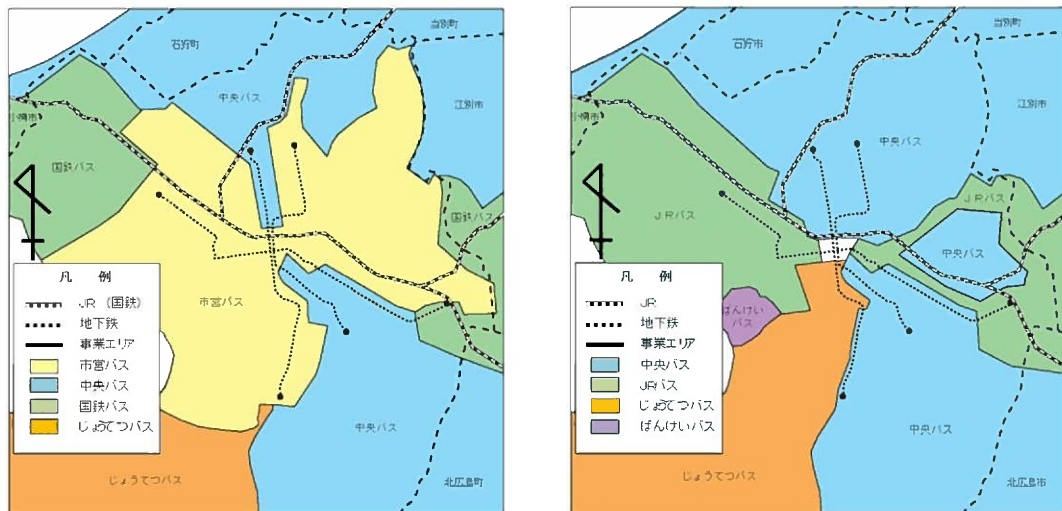 当別町
石狩町
中央バス
江別市
小樽市
国鉄バス
国鉄バス
市営バス
凡 例
JR (国鉄)
地下鉄
事業エリア
市営バス
中央バス
国鉄バス
じょうてつバス
中央バス
じょうてつバス
北広島町
当別町
石狩市
江別市
小樽市
中央バス
JRバス
JRバス
中央バス
ばんけい
バス
凡 例
JR
地下鉄
事業エリア
中央バス
JRバス
じょうてつバス
ばんけいバス
中央バス
じょうてつバス
北広島市